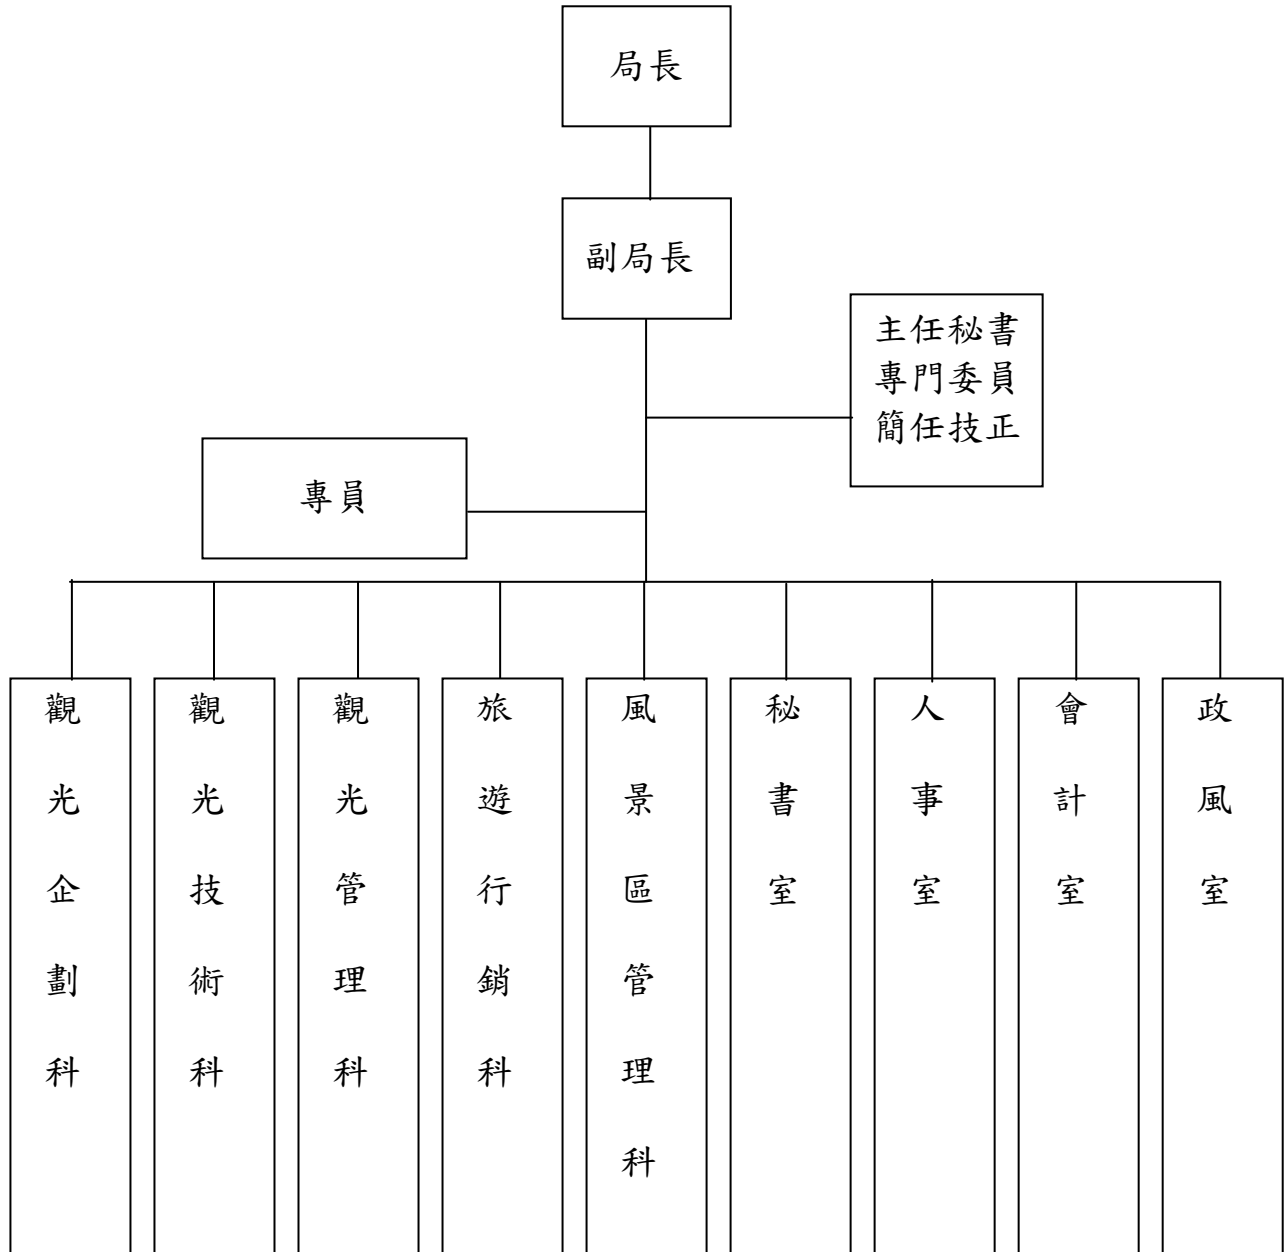 局長
副局長
主任秘書
專門委員
簡任技正
專員
觀光企劃科
觀光技術科
觀光管理科
旅遊行銷科
風景區管理科
秘書室
人事室
會計室
政風室